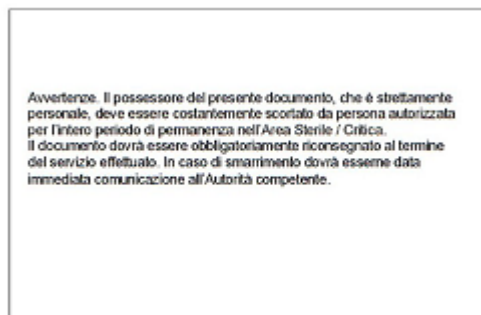 Avvertenze. Il possessore del presente documento, che è strettamente
personale, deve essere costantemente scortato da persona autorizzata
per l'intero periodo di permanenza nell'Area Sterile / Critica.
Il documento dovrà essere obbligatoriamente riconsegnato al termine
del servizio effettuato. In caso di smarrimento dovrà esserne data
immediata comunicazione all'Autorità competente.